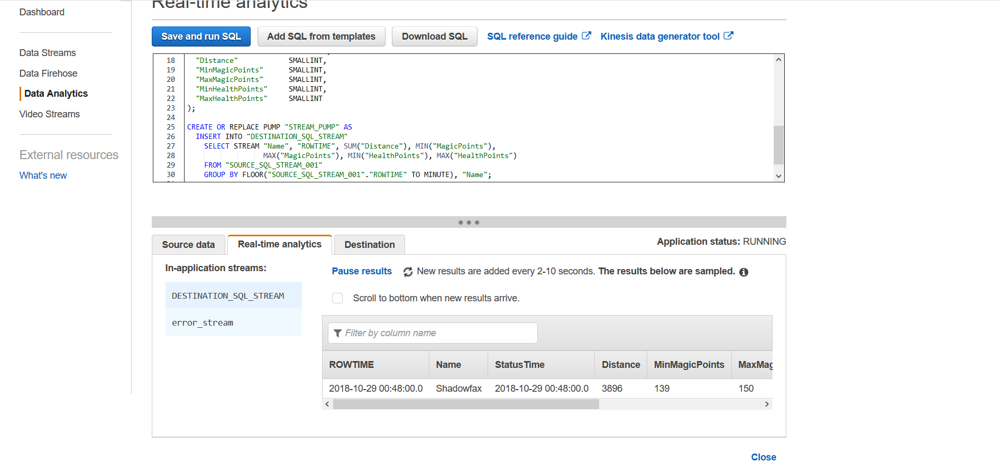 Real-time analytics
Dashboard
Data Streams
Data Firehose
Data Analytics
Video Streams
External resources
What's new
Save and run SQL
Add SQL from templates
Download SQL
SQL reference guide
Kinesis data generator tool
18 "Distance" SMALLINT,
19 "MinMagicPoints" SMALLINT,
20 "MaxMagicPoints" SMALLINT,
21 "MinHealthPoints" SMALLINT,
22 "MaxHealthPoints" SMALLINT
23 );
24
25 CREATE OR REPLACE PUMP "STREAM_PUMP" AS
26 INSERT INTO "DESTINATION_SQL_STREAM"
27 SELECT STREAM "Name", "ROWTIME", SUM("Distance"), MIN("MagicPoints"),
28 MAX("MagicPoints"), MIN("HealthPoints"), MAX("HealthPoints")
29 FROM "SOURCE_SQL_STREAM_001"
30 GROUP BY FLOOR("SOURCE_SQL_STREAM_001"."ROWTIME" TO MINUTE), "Name";
Source data
Real-time analytics
Destination
Application status: RUNNING
In-application streams:
DESTINATION_SQL_STREAM
error_stream
Pause results
New results are added every 2-10 seconds. The results below are sampled.
Scroll to bottom when new results arrive.
Filter by column name
ROWTIME Name StatusTime Distance MinMagicPoints MaxMag
2018-10-29 00:48:00.0 Shadowfax 2018-10-29 00:48:00.0 3896 139 150
Close